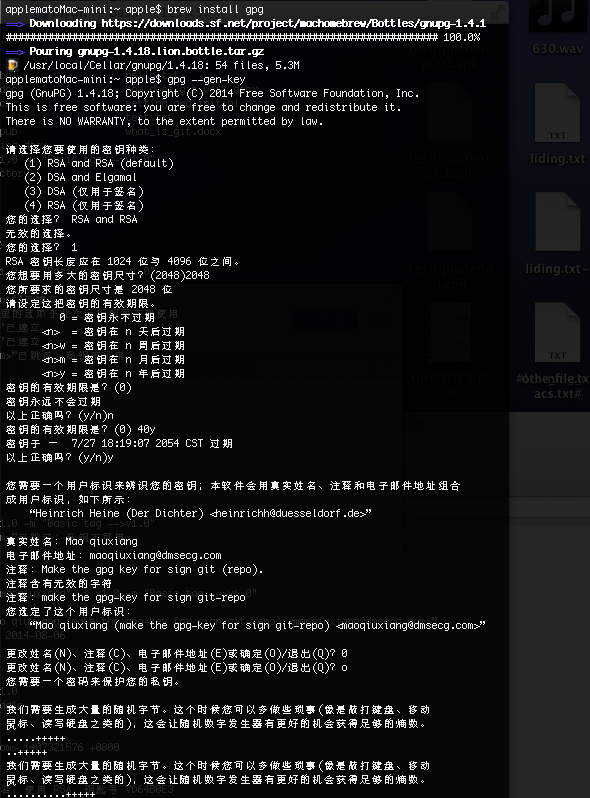 applematoMac-mini:~ apple$ brew install gpg
==> Downloading https://downloads.sf.net/project/machomebrew/Bottles/gnupg-1.4.1
######################################################################## 100.0%
==> Pouring gnupg-1.4.18.lion.bottle.tar.gz
🍺 /usr/local/Cellar/gnupg/1.4.18: 54 files, 5.3M
applematoMac-mini:~ apple$ gpg --gen-key
gpg (GnuPG) 1.4.18; Copyright (C) 2014 Free Software Foundation, Inc.
This is free software: you are free to change and redistribute it.
There is NO WARRANTY, to the extent permitted by law.
what_is_git.docx
请选择您要使用的密钥种类：
(1) RSA and RSA (default)
(2) DSA and Elgamal
(3) DSA (仅用于签名)
(4) RSA (仅用于签名)
您的选择？ RSA and RSA
无效的选择。
您的选择？ 1
RSA 密钥长度应在 1024 位与 4096 位之间。
您想要用多大的密钥尺寸？(2048)2048
您所要求的密钥尺寸是 2048 位
请设定这把密钥的有效期限。
0 = 密钥永不过期
<n> = 密钥在 n 天后过期
<n>w = 密钥在 n 周后过期
<n>m = 密钥在 n 月后过期
<n>y = 密钥在 n 年后过期
密钥的有效期限是？(0)
密钥永远不会过期
以上正确吗？(y/n)n
密钥的有效期限是？(0) 40y
密钥于 一 7/27 18:19:07 2054 CST 过期
以上正确吗？(y/n)y
您需要一个用户标识来辨识您的密钥；本软件会用真实姓名、注释和电子邮件地址组合
成用户标识，如下所示：
“Heinrich Heine (Der Dichter) <heinrichh@duesseldorf.de>”
真实姓名：Mao qiuxiang
电子邮件地址：maoqiuxiang@dmsecg.com
注释：Make the gpg key for sign git (repo).
注释含有无效的字符
注释：make the gpg-key for sign git-repo
您选定了这个用户标识：
“Mao qiuxiang (make the gpg-key for sign git-repo) <maoqiuxiang@dmsecg.com>”
2014-08-06
更改姓名(N)、注释(C)、电子邮件地址(E)或确定(O)/退出(Q)？0
更改姓名(N)、注释(C)、电子邮件地址(E)或确定(O)/退出(Q)？o
您需要一个密码来保护您的私钥。
我们需要生成大量的随机字节。这个时候您可以多做些琐事(像是敲打键盘、移动
鼠标、读写硬盘之类的)，这会让随机数字发生器有更好的机会获得足够的熵数。
.....+++++
..+++++
我们需要生成大量的随机字节。这个时候您可以多做些琐事(像是敲打键盘、移动
鼠标、读写硬盘之类的)，这会让随机数字发生器有更好的机会获得足够的熵数。
..........+++++
630.wav
TXT
liding.txt
TXT
liding.txt~
TXT